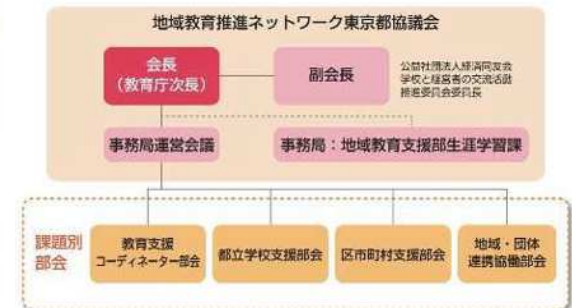 地域教育推進ネットワーク東京都協議会
会長
(教育庁次長)
副会長
公益社団法人経済同友会
学校と経営者の交流活動
推進委員会委員長
事務局運営会議
事務局：地域教育支援部生涯学習課
課題別
部会
教育支援
コーディネーター部会
都立学校支援部会
区市町村支援部会
地域・団体
連携協働部会